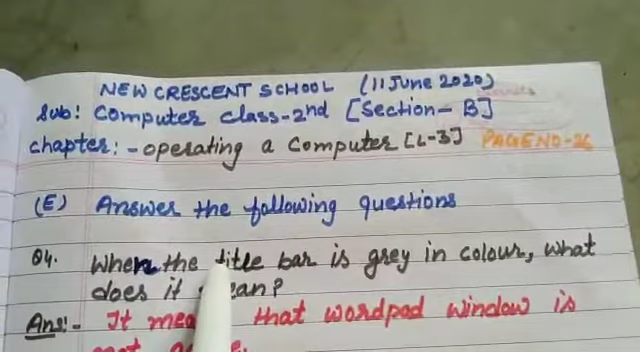 NEW CRESCENT SCHOOL (11 June 2020)
Sub: Computer class-2nd [Section- B]
chapter:- operating a computer [L-3] PAGE NO-26
(E) Answer the following questions
Q4. When the title bar is grey in colour, what
does it ean?
Ans:- It mea that wordpad window is